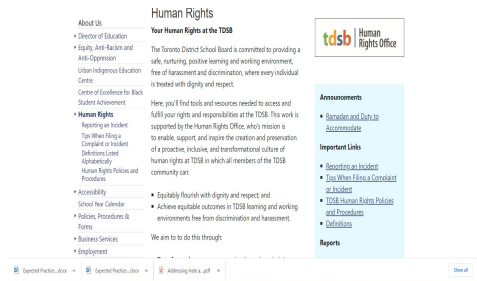 About Us
Director of Education
Equity, Anti-Racism and
Anti-Oppression
Urban Indigenous Education
Centre
Centre of Excellence for Black
Student Achievement
Human Rights
Reporting an Incident
Tips When Filing a
Complaint or Incident
Definitions Listed
Alphabetically
Human Rights Policies and
Procedures
Accessibility
School Year Calendar
Policies, Procedures &
Forms
Business Services
Employment
Human Rights
Your Human Rights at the TDSB
The Toronto District School Board is committed to providing a
safe, nurturing, positive learning and working environment,
free of harassment and discrimination, where every individual
is treated with dignity and respect.
Here, you'll find tools and resources needed to access and
fulfill your rights and responsibilities at the TDSB. This work is
supported by the Human Rights Office, who's mission is
to enable, support, and inspire the creation and preservation
of a proactive, inclusive, and transformational culture of
human rights at TDSB in which all members of the TDSB
community can:
Equitably flourish with dignity and respect; and
Achieve equitable outcomes in TDSB learning and working
environments free from discrimination and harassment.
We aim to to do this through:
tdsb Human
Rights Office
Announcements
Ramadan and Duty to
Accommodate
Important Links
Reporting an Incident
Tips When Filing a Complaint
or Incident
TDSB Human Rights Policies
and Procedures
Definitions
Reports
Expected Practice....docx
Expected Practice....docx
Addressing Hate a....pdf
Show all